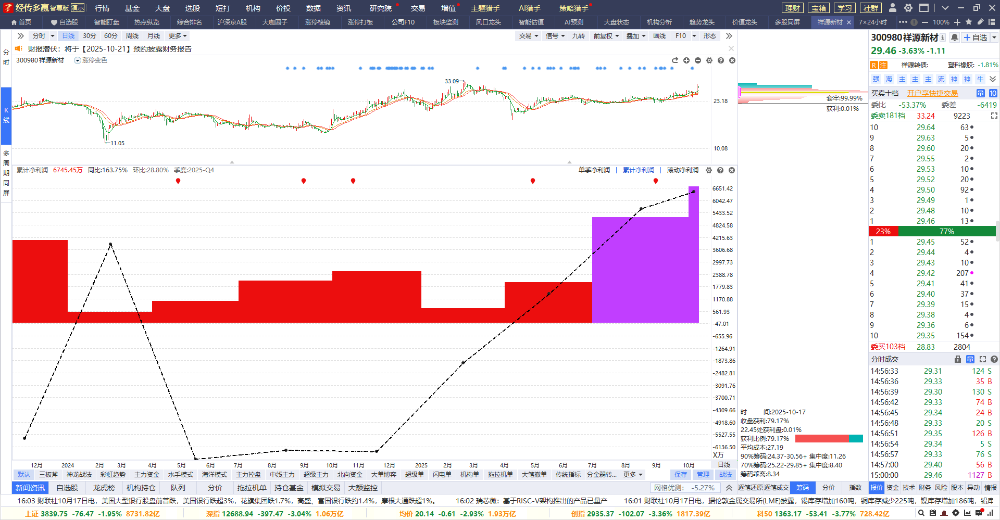 经传多赢 智尊版 演示 行情 基金 大盘 选股 短打 机构 价投 数据 资讯 研究院 交易 增值 主题猎手 AI猎手 策略猎手 理财 宝箱 学习 社群
首页 自选股 智能盯盘 热点纵览 综合排名 沪深京A股 大咖圈子 涨停棱镜 涨停打板 公司F10 板块监测 风口龙头 智能估值 AI预测 大盘状态 机构分析 趋势龙头 价值龙头 多股同屏 祥源新材 × 7×24小时 100%
分时 日线 30分 60分 周线 月线 更多 交易 信号 九转 前复权 叠加 画线 F10 形态
分时
K线
多周期同屏
财报潜伏：将于【2025-10-21】预约披露财务报告
300980 祥源新材 涨停变色
33.09
11.05
23.18
10.08
累计净利润 6745.45万 同比:163.75% 环比:28.80% 季度:2025-Q4 单季净利润 | 累计净利润 | 滚动净利润
6651.42
6042.47
5433.52
4824.58
4215.63
3606.68
2997.73
2388.78
1779.83
1170.88
561.93
-47.01
-655.96
-1264.91
-1873.86
-2482.81
-3091.76
-3700.71
-4309.66
-4918.60
-5527.55
-6136.50
X万
12月 2024 2月 3月 4月 5月 6月 7月 8月 9月 10月 11月 12月 2025 2月 3月 4月 5月 6月 7月 8月 9月 10月 日线
默认 三板斧 神龙战法 彩虹趋势 主力资金 水手模式 海洋模式 主力控盘 中线主力 超级主力 北向资金 大单博弈 超级单 闪电单 机构单 拖拉机单 大笔撤单 传统指标 分金弱转... 更多 保存 管理 战法
新闻资讯 自选股 龙虎榜 机构持仓 队列 分价 拖拉机单 持仓基金 模拟交易 大额监控 网格优测: -5.27%
套牢:99.99%
获利:0.01%
时 间:2025-10-17
收盘获利:79.17%
22.45处获利盘:0.01%
获利比例:79.17%
平均成本:27.19
90%筹码:24.37-30.56+ 集中度:11.26
70%筹码:25.22-29.85+ 集中度:8.40
筹码乖离:8.34
逐笔还原 逐笔成交 筹码 分价 指数
300980 祥源新材 自选
29.46 -3.63% -1.11
R 注 祥源转债: 塑料橡胶: -1.81%
强 海 主 主 主 流 神 神 牛
买卖十档 开户享快捷交易 量 10
委比 -53.37% 委差 -6419
委卖181档 33.24 9223
10 29.64 63
9 29.63 5
8 29.60 20
7 29.55 2
6 29.53 10
5 29.52 20
4 29.50 92
3 29.49 1
2 29.48 10
1 29.46 13
23% 77%
1 29.45 52
2 29.44 4
3 29.43 10
4 29.42 207
5 29.41 41
6 29.40 37
7 29.39 15
8 29.38 4
9 29.36 6
10 29.35 154
委买103档 28.83 2804
分时成交 量
14:56:33 29.31 124 S
14:56:36 29.33 35 B
14:56:39 29.30 130 S
14:56:42 29.33 74 B
14:56:45 29.34 24 B
14:56:48 29.33 20 S
14:56:51 29.35 126 B
14:56:54 29.34 5 S
14:56:57 29.33 76 S
14:57:00 29.40 56 B
15:00:00 29.46 1127 B
报价 资金 技术 财务 风险 股本 异动 情报
16:03 财联社10月17日电，美国大型银行股盘前普跌，美国银行跌超3%，花旗集团跌1.7%，高盛、富国银行跌约1.4%，摩根大通跌超1%。 16:02 瑞芯微：基于RISC-V架构推出的产品已量产 16:01 财联社10月17日电，据伦敦金属交易所(LME)披露，锡库存增加160吨，铜库存减少225吨，镍库存增加186吨，铅库
上证 3839.75 -76.47 -1.95% 8731.82亿 深指 12688.94 -397.47 -3.04% 1.06万亿 均价 20.14 -0.61 -2.93% 1.93万亿 创指 2935.37 -102.07 -3.36% 1817.39亿 科50 1363.17 -53.41 -3.77% 728.42亿